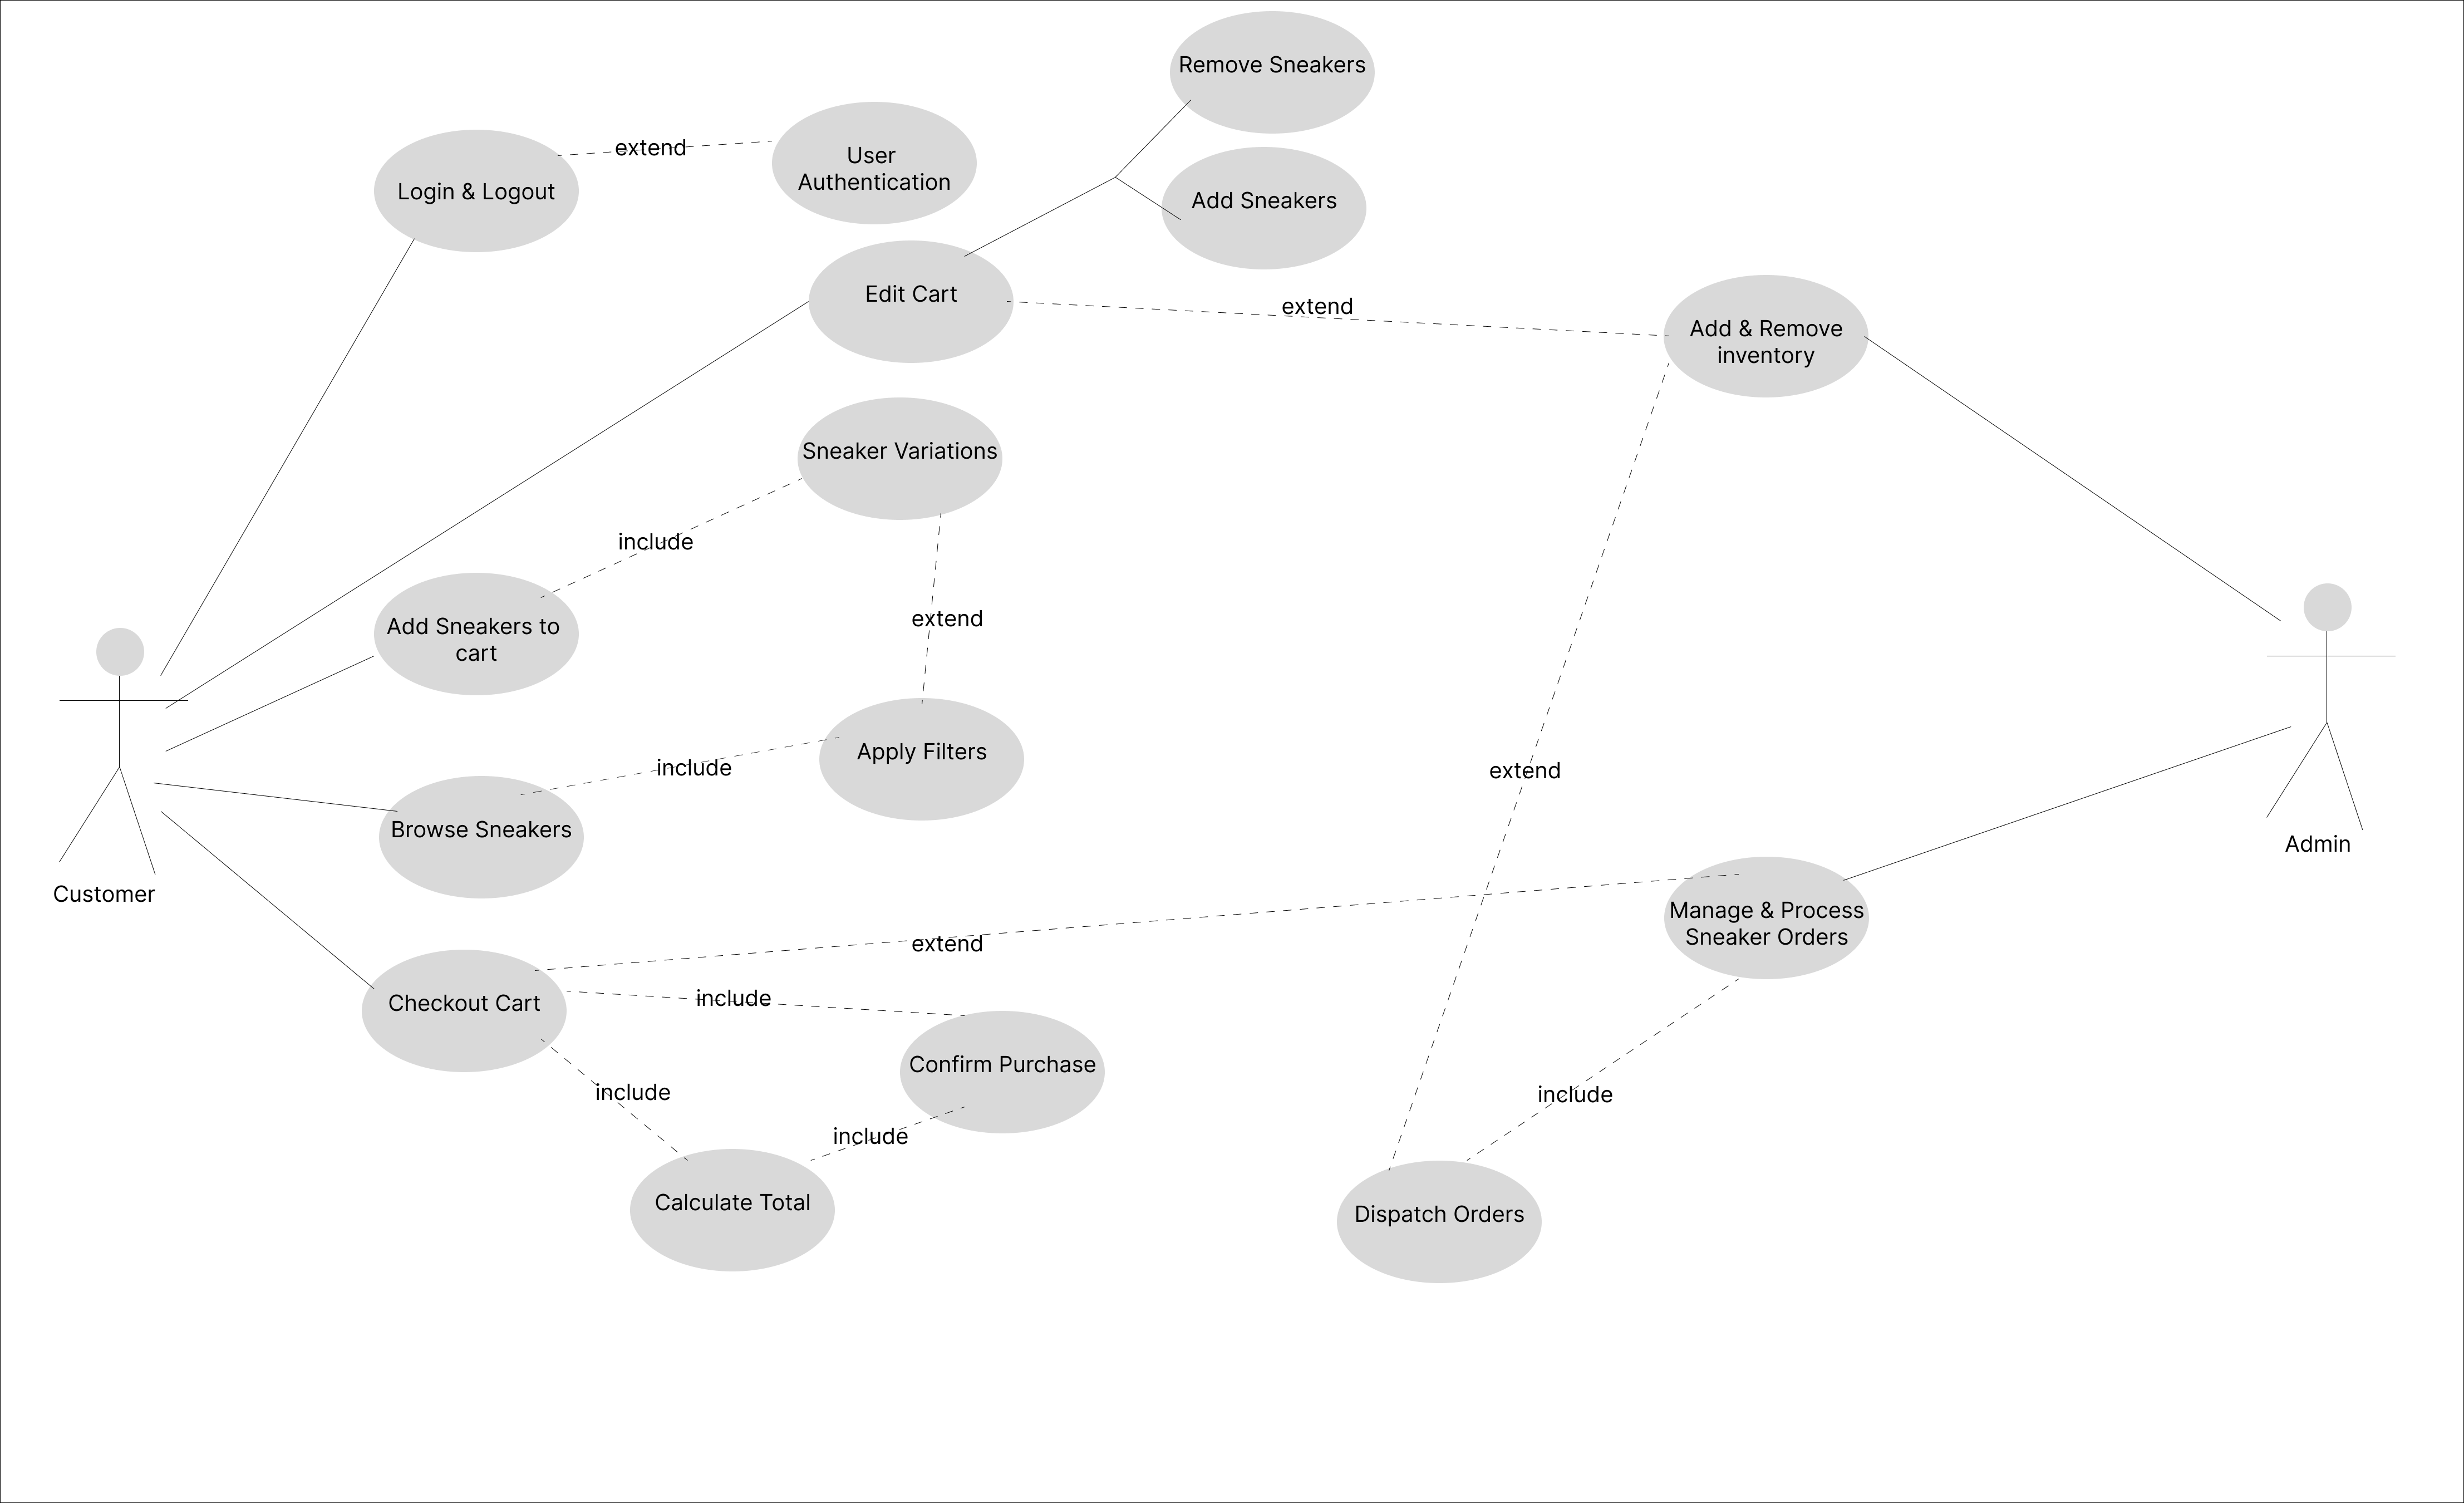 Remove Sneakers
extend
User
Authentication
Login & Logout
Add Sneakers
Edit Cart
extend
Add & Remove
inventory
Sneaker Variations
include
extend
Add Sneakers to
cart
Apply Filters
include
extend
Browse Sneakers
Customer
Admin
Manage & Process
Sneaker Orders
extend
include
Checkout Cart
Confirm Purchase
include
include
include
Calculate Total
Dispatch Orders